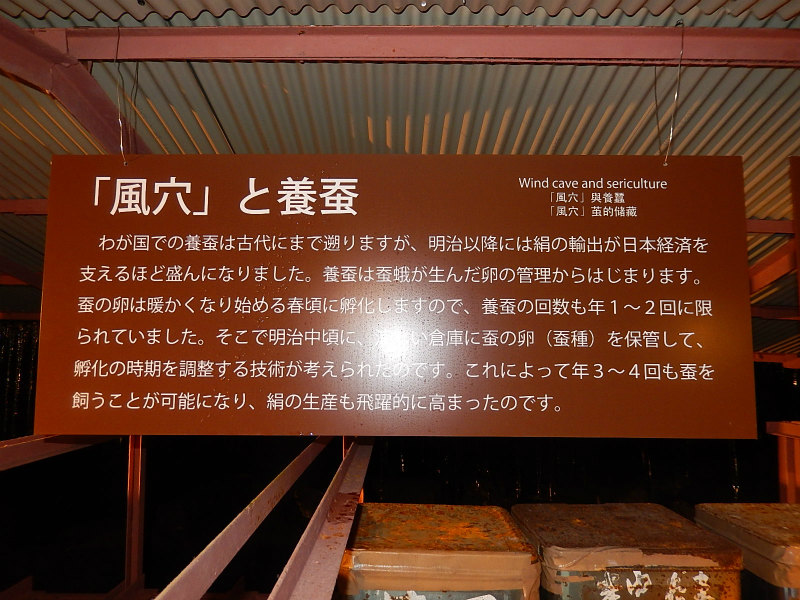 「風穴」と養蚕
Wind cave and sericulture
「風穴」與養蠶
「風穴」茧的储藏
わが国での養蚕は古代にまで遡りますが、明治以降には絹の輸出が日本経済を
支えるほど盛んになりました。養蚕は蚕蛾が生んだ卵の管理からはじまります。
蚕の卵は暖かくなり始める春頃に孵化しますので、養蚕の回数も年１〜２回に限
られていました。そこで明治中頃に、い倉庫に蚕の卵（蚕種）を保管して、
孵化の時期を調整する技術が考えられたのです。これによって年３〜４回も蚕を
飼うことが可能になり、絹の生産も飛躍的に高まったのです。